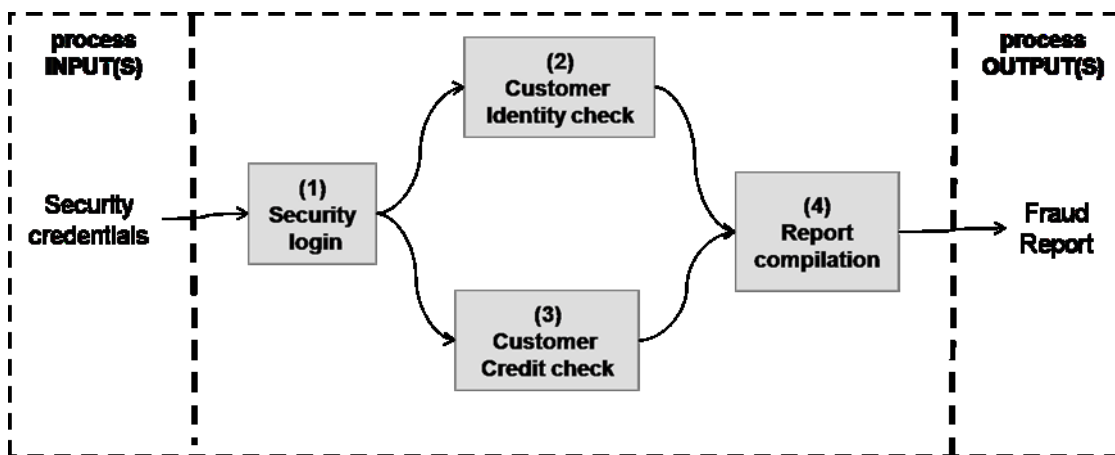 process
INPUT(S)
Security
credentials
(1)
Security
login
(2)
Customer
Identity check
(3)
Customer
Credit check
(4)
Report
compilation
process
OUTPUT(S)
Fraud
Report